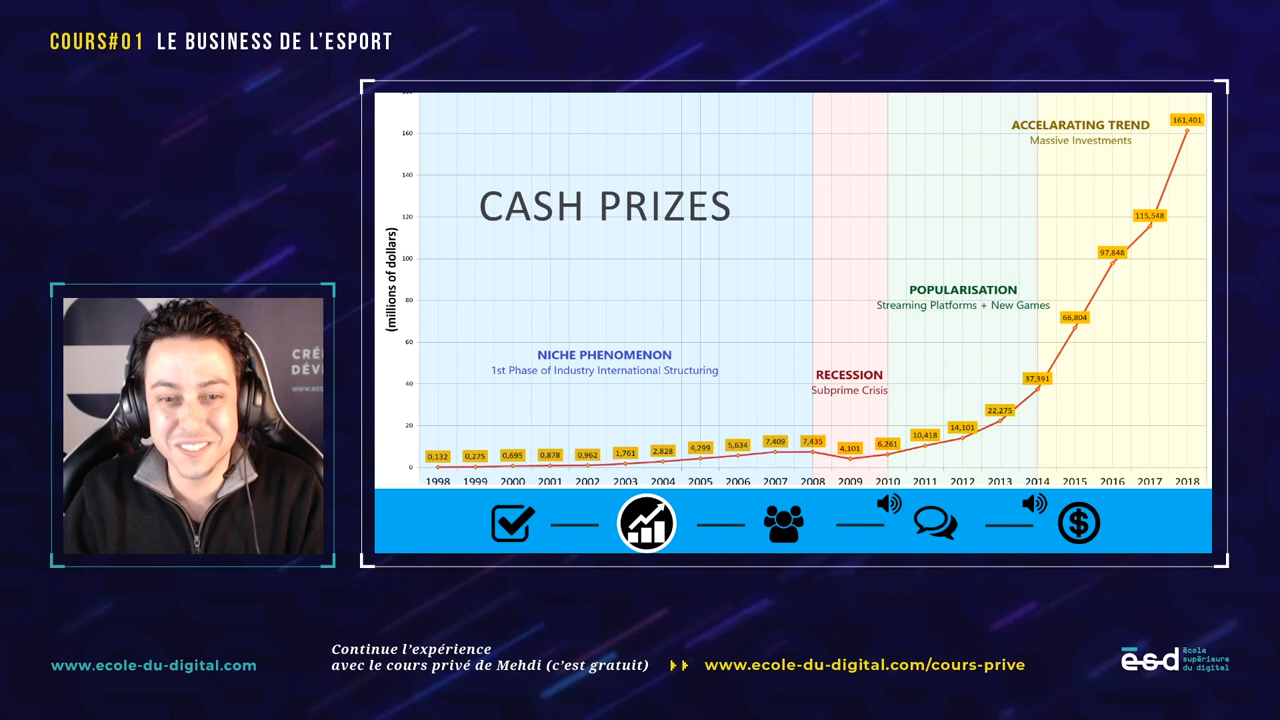 COURS#01 LE BUSINESS DE L'ESPORT
180
160
140
120
100
80
60
40
20
0
(millions of dollars)
CASH PRIZES
ACCELARATING TREND
Massive Investments
POPULARISATION
Streaming Platforms + New Games
NICHE PHENOMENON
1st Phase of Industry International Structuring
RECESSION
Subprime Crisis
0,132 0,275 0,695 0,878 0,962 1,761 2,828 4,299 5,634 7,409 7,435 4,101 6,261 10,418 14,101 22,275 37,391 66,804 97,848 115,548 161,401
1998 1999 2000 2001 2002 2003 2004 2005 2006 2007 2008 2009 2010 2011 2012 2013 2014 2015 2016 2017 2018
CRÉ
DÉV
www.eco
Continue l'expérience
avec le cours privé de Mehdi (c'est gratuit)
www.ecole-du-digital.com
www.ecole-du-digital.com/cours-prive
esd
école
supérieure
du digital